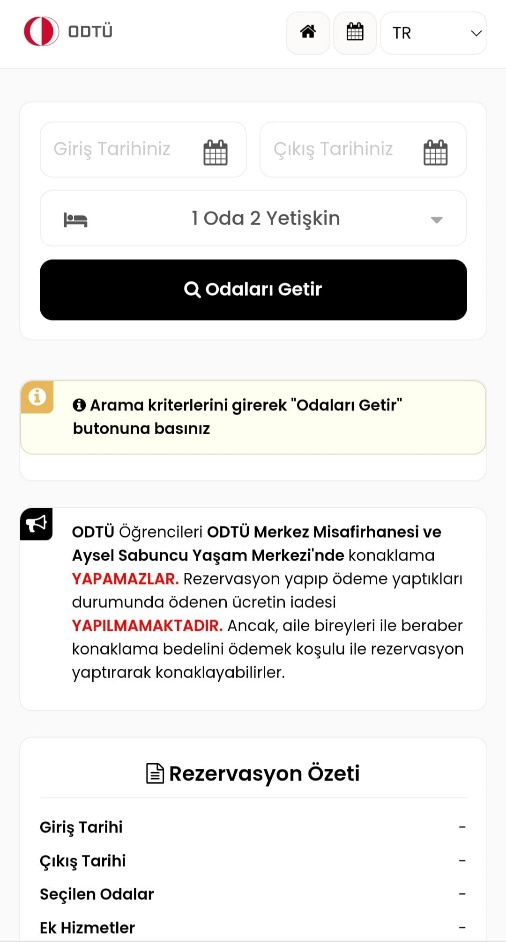 ODTÜ
TR
Giriş Tarihiniz
Çıkış Tarihiniz
1 Oda 2 Yetişkin
Odaları Getir
Arama kriterlerini girerek "Odaları Getir"
butonuna basınız
ODTÜ Öğrencileri ODTÜ Merkez Misafirhanesi ve
Aysel Sabuncu Yaşam Merkezi'nde konaklama
YAPAMAZLAR. Rezervasyon yapıp ödeme yaptıkları
durumunda ödenen ücretin iadesi
YAPILMAMAKTADIR. Ancak, aile bireyleri ile beraber
konaklama bedelini ödemek koşulu ile rezervasyon
yaptırarak konaklayabilirler.
Rezervasyon Özeti
Giriş Tarihi -
Çıkış Tarihi -
Seçilen Odalar -
Ek Hizmetler -